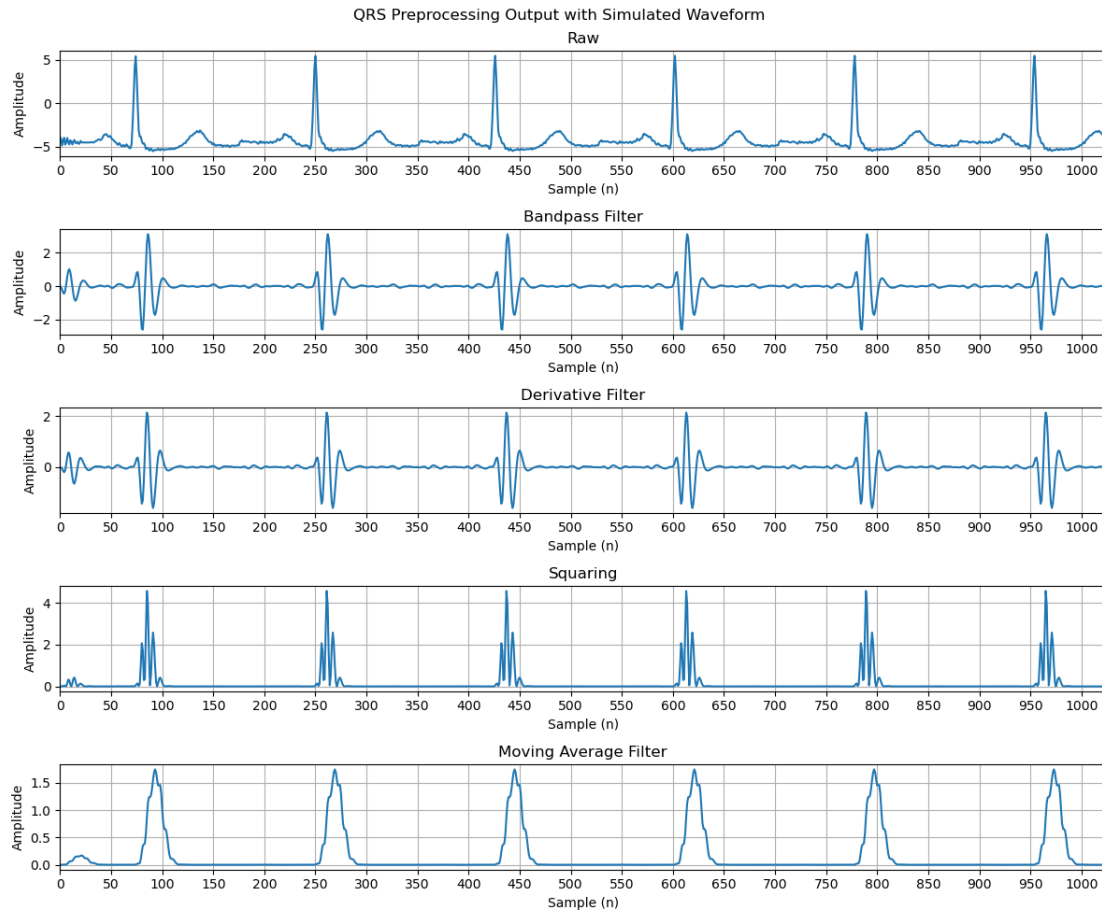 QRS Preprocessing Output with Simulated Waveform
Raw
5
0
−5
Amplitude
0 50 100 150 200 250 300 350 400 450 500 550 600 650 700 750 800 850 900 950 1000
Sample (n)
Bandpass Filter
2
0
−2
Amplitude
0 50 100 150 200 250 300 350 400 450 500 550 600 650 700 750 800 850 900 950 1000
Sample (n)
Derivative Filter
2
0
Amplitude
0 50 100 150 200 250 300 350 400 450 500 550 600 650 700 750 800 850 900 950 1000
Sample (n)
Squaring
4
2
0
Amplitude
0 50 100 150 200 250 300 350 400 450 500 550 600 650 700 750 800 850 900 950 1000
Sample (n)
Moving Average Filter
1.5
1.0
0.5
0.0
Amplitude
0 50 100 150 200 250 300 350 400 450 500 550 600 650 700 750 800 850 900 950 1000
Sample (n)